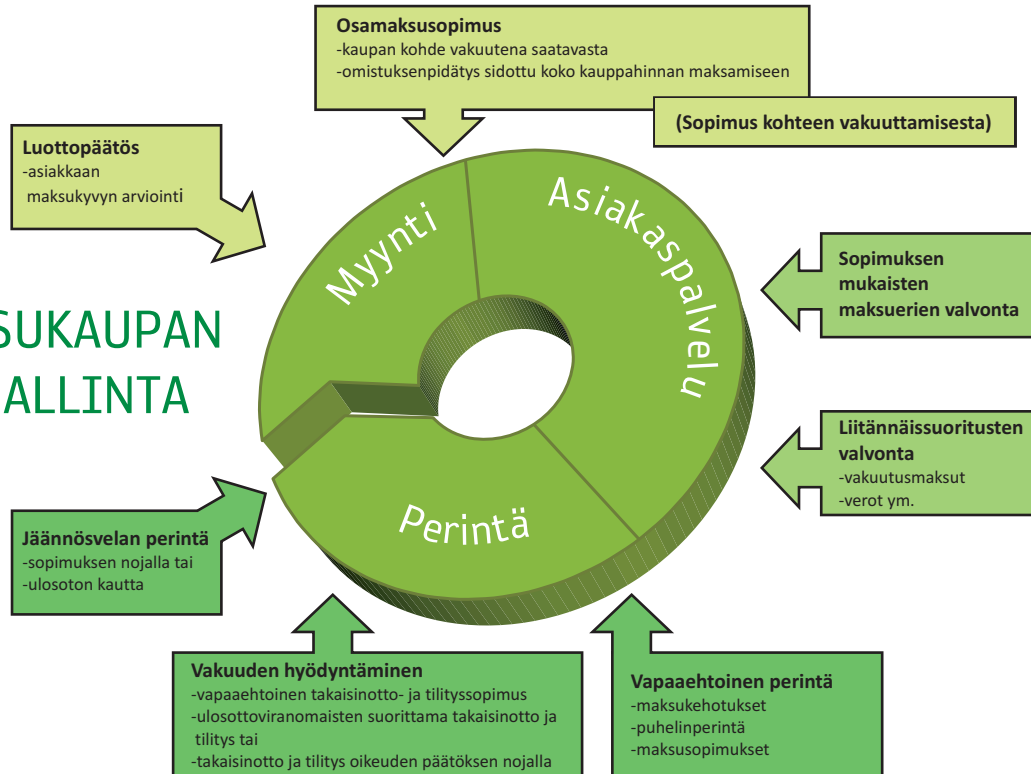 Osamaksusopimus
-kaupan kohde vakuutena saatavasta
-omistuksenpidätys sidottu koko kauppahinnan maksamiseen
(Sopimus kohteen vakuuttamisesta)
Luottopäätös
-asiakkaan
maksukyvyn arviointi
Myynti
Asiakaspalvelu
Sopimuksen
mukaisten
maksuerien valvonta
SUKAUPAN
ALLINTA
Liitännäissuoritusten
valvonta
-vakuutusmaksut
-verot ym.
Perintä
Jäännösvelan perintä
-sopimuksen nojalla tai
-ulosoton kautta
Vakuuden hyödyntäminen
-vapaaehtoinen takaisinotto- ja tilityssopimus
-ulosottoviranomaisten suorittama takaisinotto ja
tilitys tai
-takaisinotto ja tilitys oikeuden päätöksen nojalla
Vapaaehtoinen perintä
-maksukehotukset
-puhelinperintä
-maksusopimukset